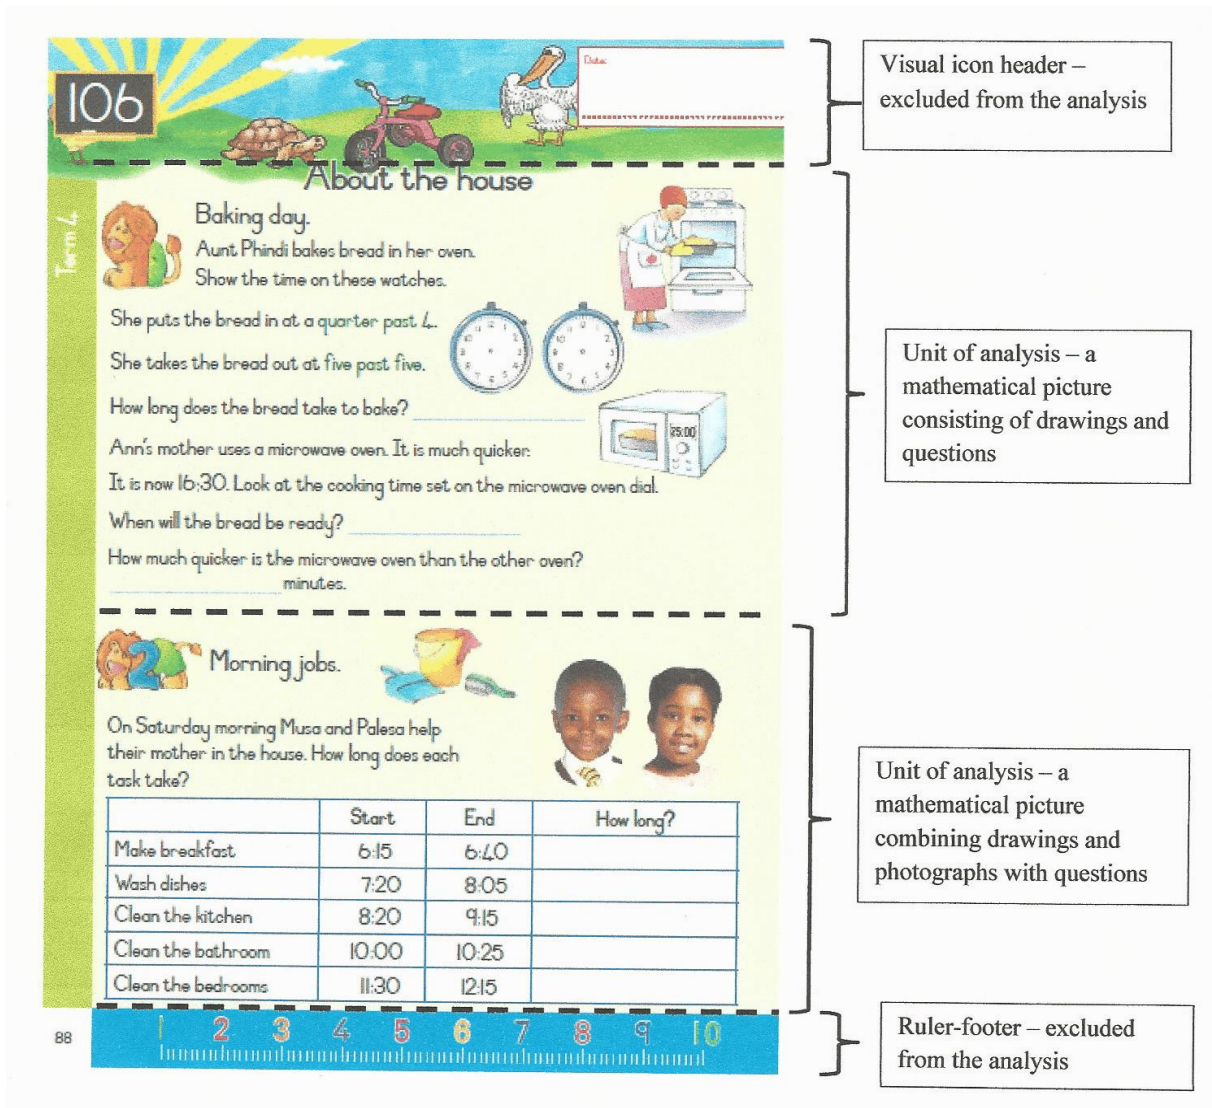 106
Date:
About the house
Term 4
Baking day.
Aunt Phindi bakes bread in her oven.
Show the time on these watches.
She puts the bread in at a quarter past 4.
She takes the bread out at five past five.
How long does the bread take to bake?
25:00
Ann's mother uses a microwave oven. It is much quicker.
It is now 16:30. Look at the cooking time set on the microwave oven dial.
When will the bread be ready?
How much quicker is the microwave oven than the other oven?
minutes.
2
Morning jobs.
On Saturday morning Musa and Palesa help
their mother in the house. How long does each
task take?
Start End How long?
Make breakfast 6:15 6:40
Wash dishes 7:20 8:05
Clean the kitchen 8:20 9:15
Clean the bathroom 10:00 10:25
Clean the bedrooms 11:30 12:15
88
1 2 3 4 5 6 7 8 9 10
Visual icon header –
excluded from the analysis
Unit of analysis – a
mathematical picture
consisting of drawings and
questions
Unit of analysis – a
mathematical picture
combining drawings and
photographs with questions
Ruler-footer – excluded
from the analysis